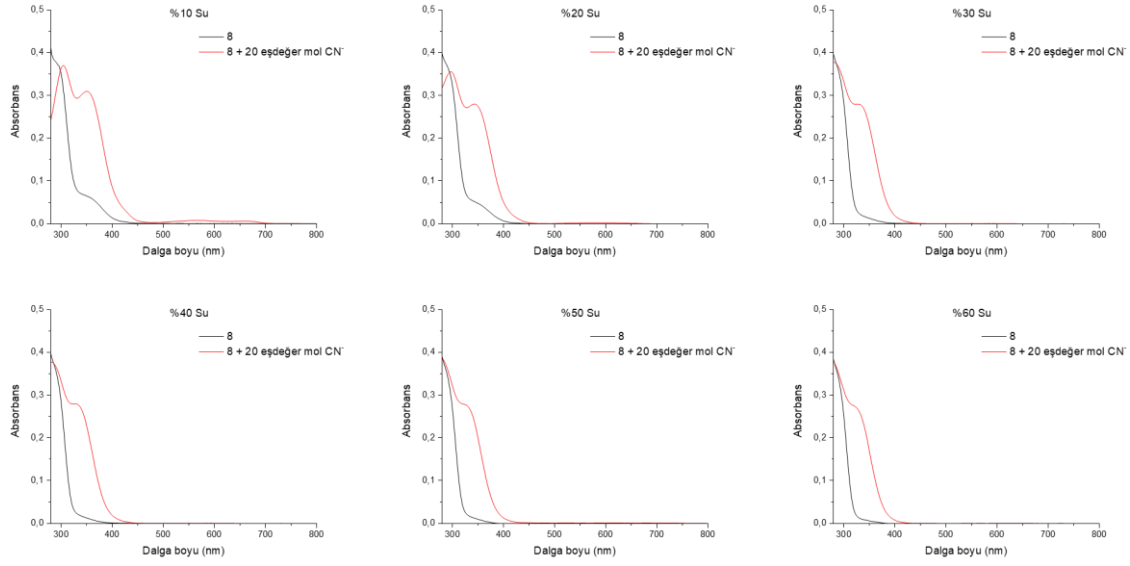 %10 Su
8
8 + 20 eşdeğer mol CN⁻
0,5
0,4
0,3
0,2
0,1
0,0
Absorbans
300 400 500 600 700 800
Dalga boyu (nm)
%20 Su
8
8 + 20 eşdeğer mol CN⁻
0,5
0,4
0,3
0,2
0,1
0,0
Absorbans
300 400 500 600 700 800
Dalga boyu (nm)
%30 Su
8
8 + 20 eşdeğer mol CN⁻
0,5
0,4
0,3
0,2
0,1
0,0
Absorbans
300 400 500 600 700 800
Dalga boyu (nm)
%40 Su
8
8 + 20 eşdeğer mol CN⁻
0,5
0,4
0,3
0,2
0,1
0,0
Absorbans
300 400 500 600 700 800
Dalga boyu (nm)
%50 Su
8
8 + 20 eşdeğer mol CN⁻
0,5
0,4
0,3
0,2
0,1
0,0
Absorbans
300 400 500 600 700 800
Dalga boyu (nm)
%60 Su
8
8 + 20 eşdeğer mol CN⁻
0,5
0,4
0,3
0,2
0,1
0,0
Absorbans
300 400 500 600 700 800
Dalga boyu (nm)